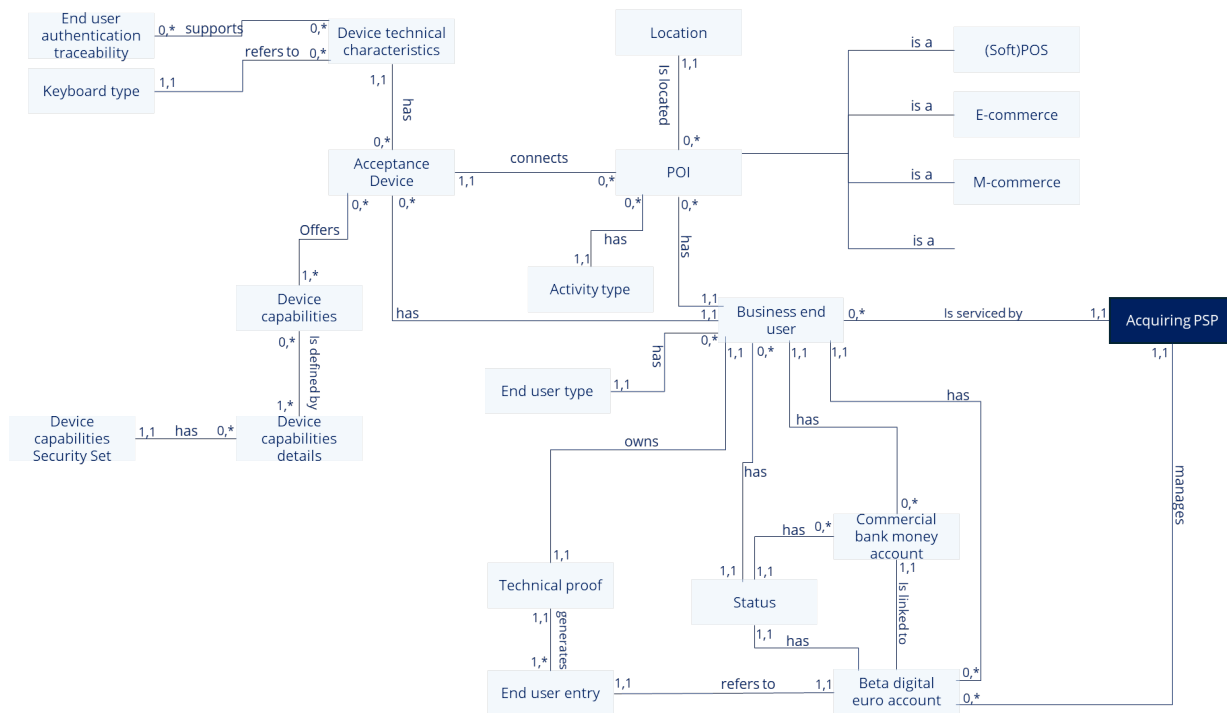 End user
authentication
traceability
0,*
supports
0,*
Device technical
characteristics
refers to
0,*
Keyboard type
1,1
1,1
has
0,*
Location
1,1
Is located
0,*
is a
(Soft)POS
is a
E-commerce
is a
M-commerce
is a
Acceptance
Device
connects
1,1
0,*
POI
0,*
0,*
0,*
0,*
Offers
has
has
1,*
1,1
Device
capabilities
Activity type
1,1
has
1,1
Business end
user
0,*
Is serviced by
1,1
Acquiring PSP
0,*
Is defined by
1,*
0,*
has
1,1
End user type
1,1
0,*
1,1
1,1
1,1
has
has
Device
capabilities
Security Set
1,1
has
0,*
Device
capabilities
details
owns
has
manages
0,*
Commercial
bank money
account
has
0,*
1,1
1,1
1,1
1,1
Technical proof
Is linked to
Status
1,1
generates
1,*
1,1
has
End user entry
1,1
refers to
1,1
Beta digital
euro account
0,*
0,*